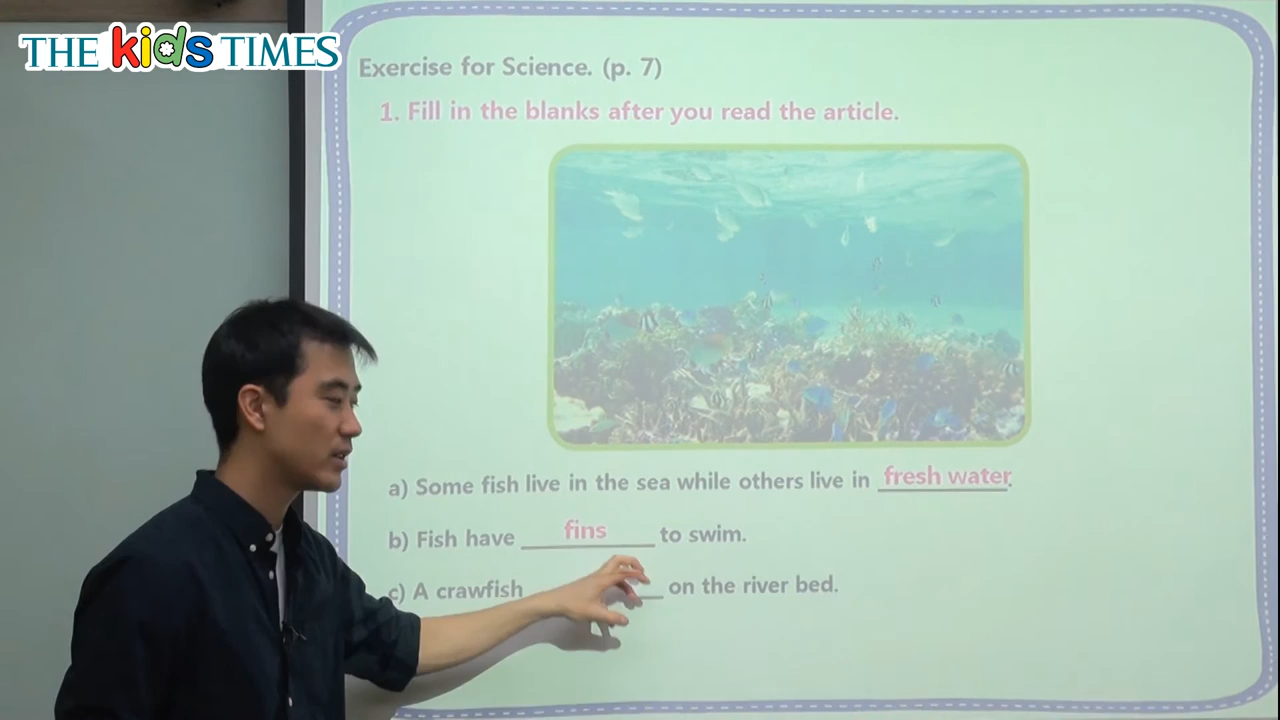 THE kids TIMES
Exercise for Science. (p. 7)
1. Fill in the blanks after you read the article.
a) Some fish live in the sea while others live in fresh water.
b) Fish have fins to swim.
c) A crawfish ____ on the river bed.